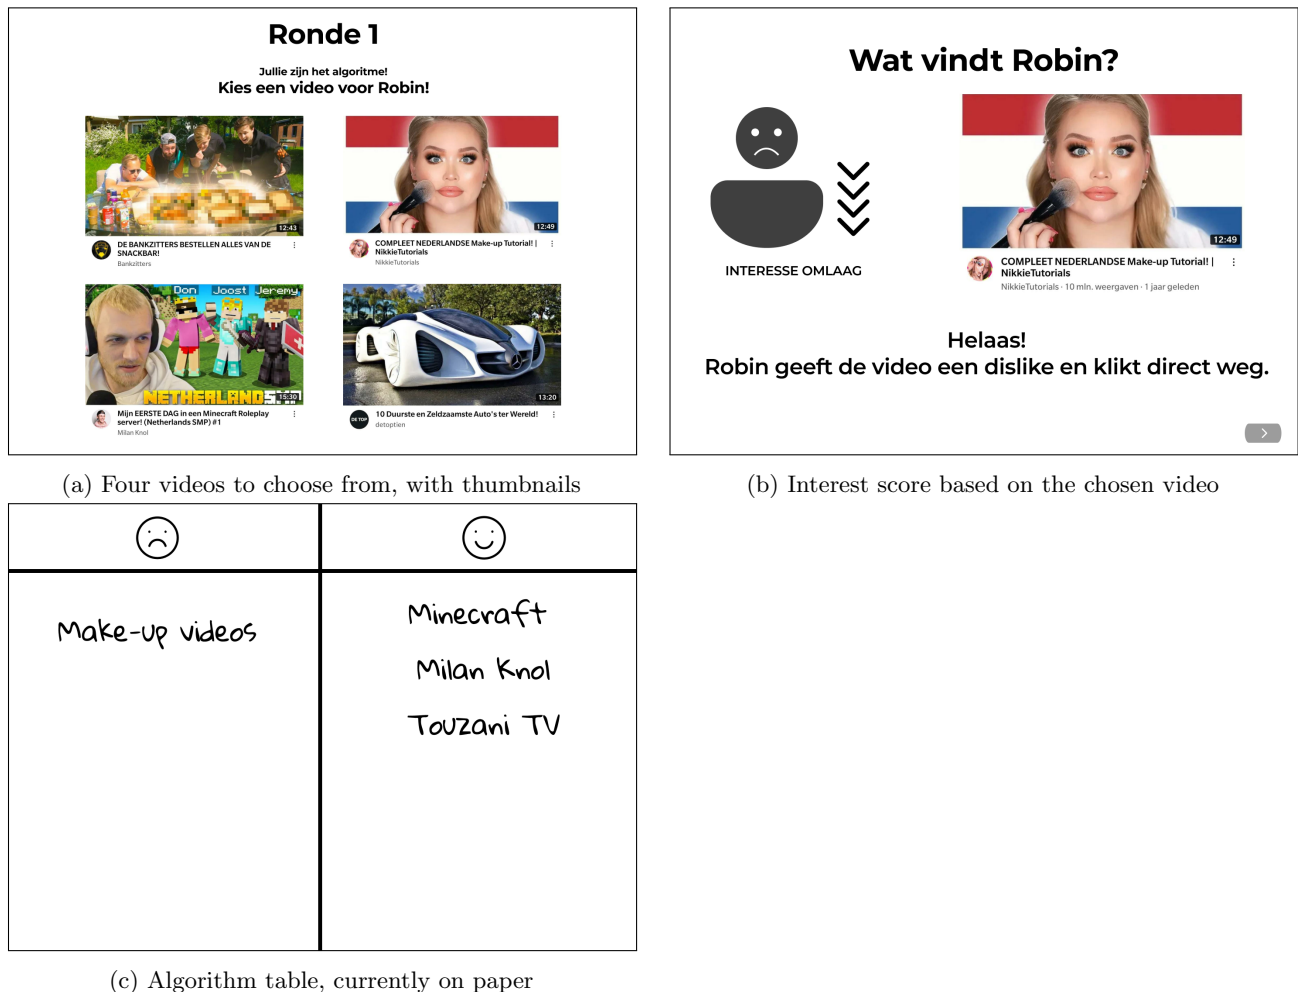 Ronde 1
Jullie zijn het algoritme!
Kies een video voor Robin!
12:43
DE BANKZITTERS BESTELLEN ALLES VAN DE
SNACKBAR!
Bankzitters
12:49
COMPLEET NEDERLANDSE Make-up Tutorial! |
NikkieTutorials
NikkieTutorials
Don Joost Jeremy
NETHERLANDSMP
15:30
Mijn EERSTE DAG in een Minecraft Roleplay
server! (Netherlands SMP) #1
Milan Knol
13:20
DE TOP
10 Duurste en Zeldzaamste Auto's ter Wereld!
detoptien
(a) Four videos to choose from, with thumbnails
Wat vindt Robin?
INTERESSE OMLAAG
12:49
COMPLEET NEDERLANDSE Make-up Tutorial! |
NikkieTutorials
NikkieTutorials · 10 mln. weergaven · 1 jaar geleden
Helaas!
Robin geeft de video een dislike en klikt direct weg.
(b) Interest score based on the chosen video
Make-up videos
Minecraft
Milan Knol
Touzani TV
(c) Algorithm table, currently on paper